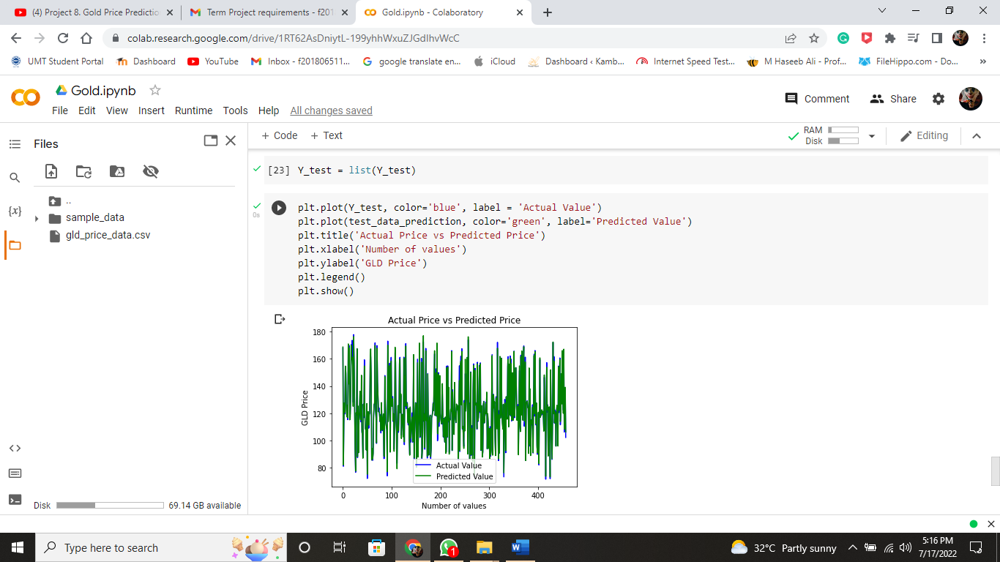 (4) Project 8. Gold Price Predictio
Term Project requirements - f201
Gold.ipynb - Colaboratory
colab.research.google.com/drive/1RT62AsDniytL-199yhhWxuZJGdIhvWcC
UMT Student Portal
Dashboard
YouTube
Inbox - f201806511...
google translate en...
iCloud
Dashboard ‹ Kamb...
Internet Speed Test...
M Haseeb Ali - Prof...
FileHippo.com - Do...
»
Gold.ipynb
File Edit View Insert Runtime Tools Help All changes saved
Comment
Share
Files
+ Code + Text
RAM
Disk
Editing
..
sample_data
gld_price_data.csv
{x}
[23] Y_test = list(Y_test)
0s
plt.plot(Y_test, color='blue', label = 'Actual Value')
plt.plot(test_data_prediction, color='green', label='Predicted Value')
plt.title('Actual Price vs Predicted Price')
plt.xlabel('Number of values')
plt.ylabel('GLD Price')
plt.legend()
plt.show()
Actual Price vs Predicted Price
180
160
140
120
100
80
GLD Price
Actual Value
Predicted Value
0 100 200 300 400
Number of values
Disk 69.14 GB available
Type here to search
1
W
32°C Partly sunny
5:16 PM
7/17/2022